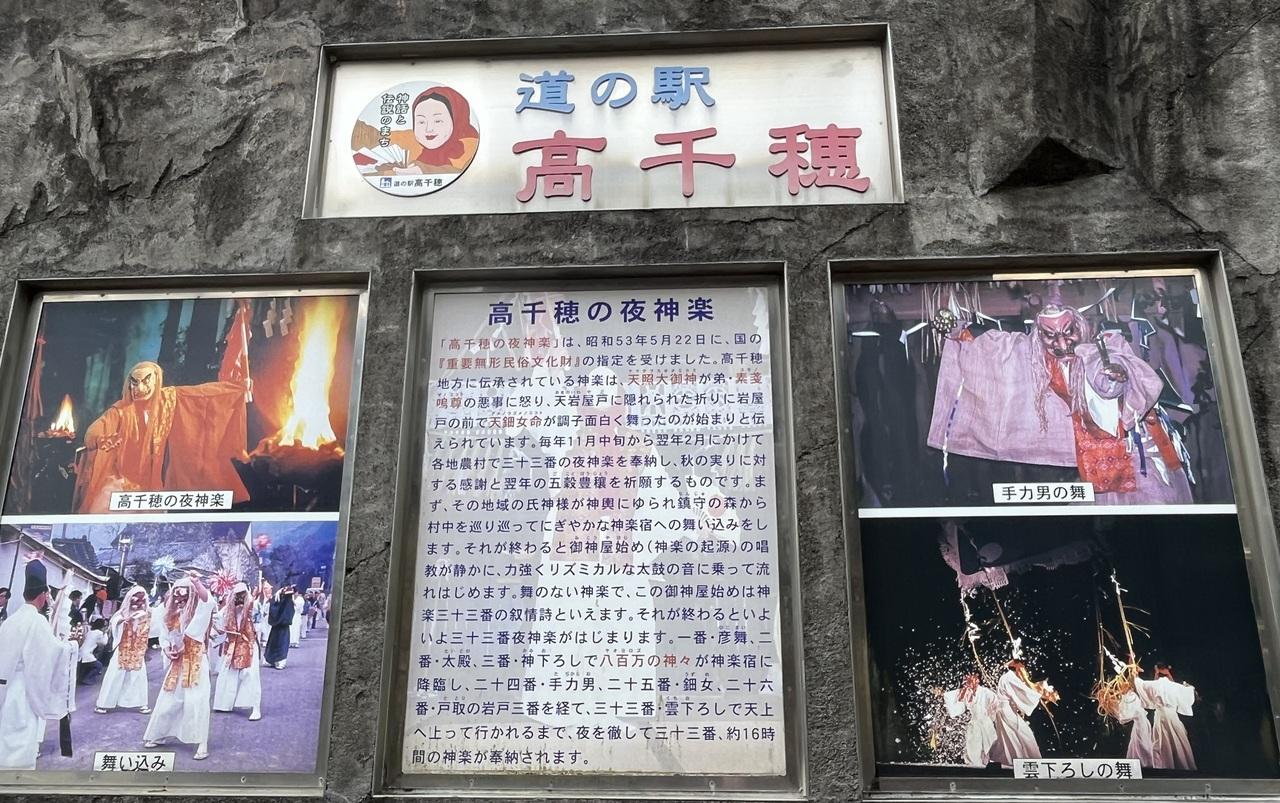 道の駅
高千穂
神話と
伝説のまち
道の駅高千穂
高千穂の夜神楽
「高千穂の夜神楽」は、昭和53年5月22日に、国の
『重要無形民俗文化財』の指定を受けました。高千穂
地方に伝承されている神楽は、天照大御神が弟・素戔
嗚尊の悪事に怒り、天岩屋戸に隠れられた折りに岩屋
戸の前で天鈿女命が調子面白く舞ったのが始まりと伝
えられています。毎年11月中旬から翌年2月にかけて
各地農村で三十三番の夜神楽を奉納し、秋の実りに対
する感謝と翌年の五穀豊穣を祈願するものです。ま
ず、その地域の氏神様が神輿にゆられ鎮守の森から
村中を巡り巡ってにぎやかな神楽宿への舞い込みをし
ます。それが終わると御神屋始め(神楽の起源)の唱
教が静かに、力強くリズミカルな太鼓の音に乗って流
れはじめます。舞のない神楽で、この御神屋始めは神
楽三十三番の叙情詩といえます。それが終わるといよ
いよ三十三番夜神楽がはじまります。一番・彦舞、二
番・太殿、三番・神下ろしで八百万の神々が神楽宿に
降臨し、二十四番・手力男、二十五番・鈿女、二十六
番・戸取の岩戸三番を経て、三十三番・雲下ろしで天上
へ上って行かれるまで、夜を徹して三十三番、約16時
間の神楽が奉納されます。
高千穂の夜神楽
舞い込み
手力男の舞
雲下ろしの舞